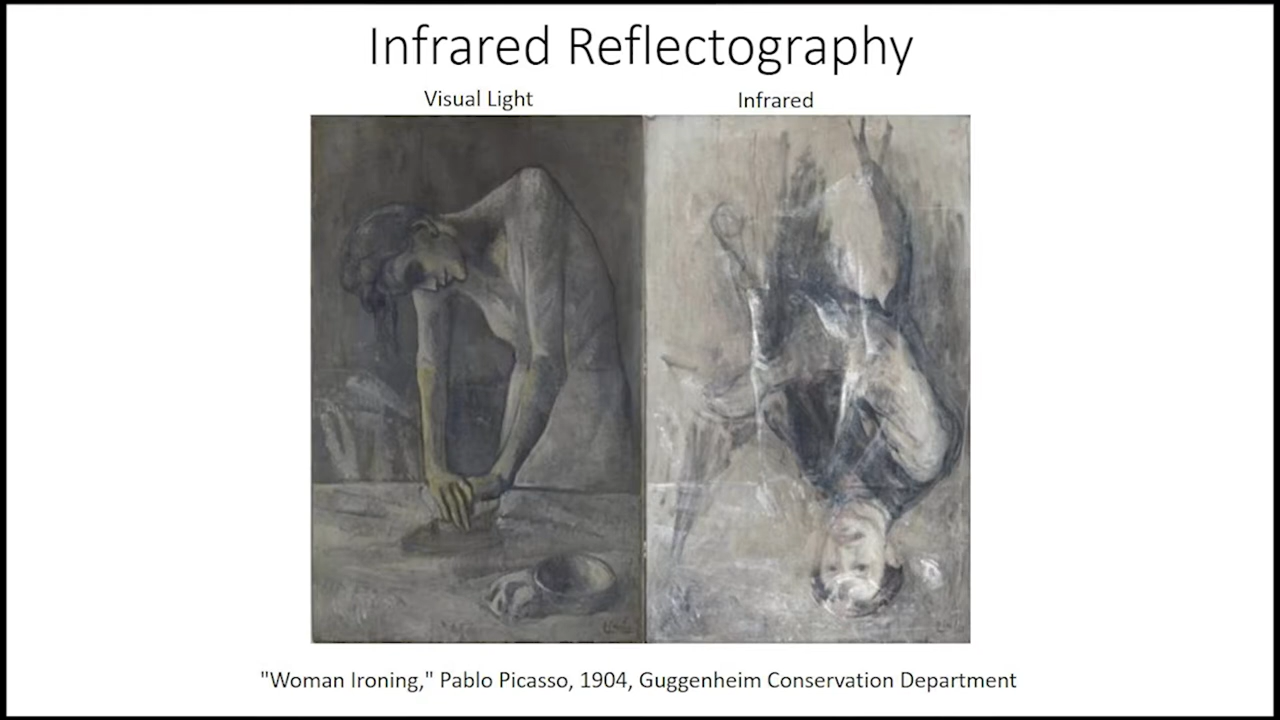 Infrared Reflectography
Visual Light
Infrared
"Woman Ironing," Pablo Picasso, 1904, Guggenheim Conservation Department